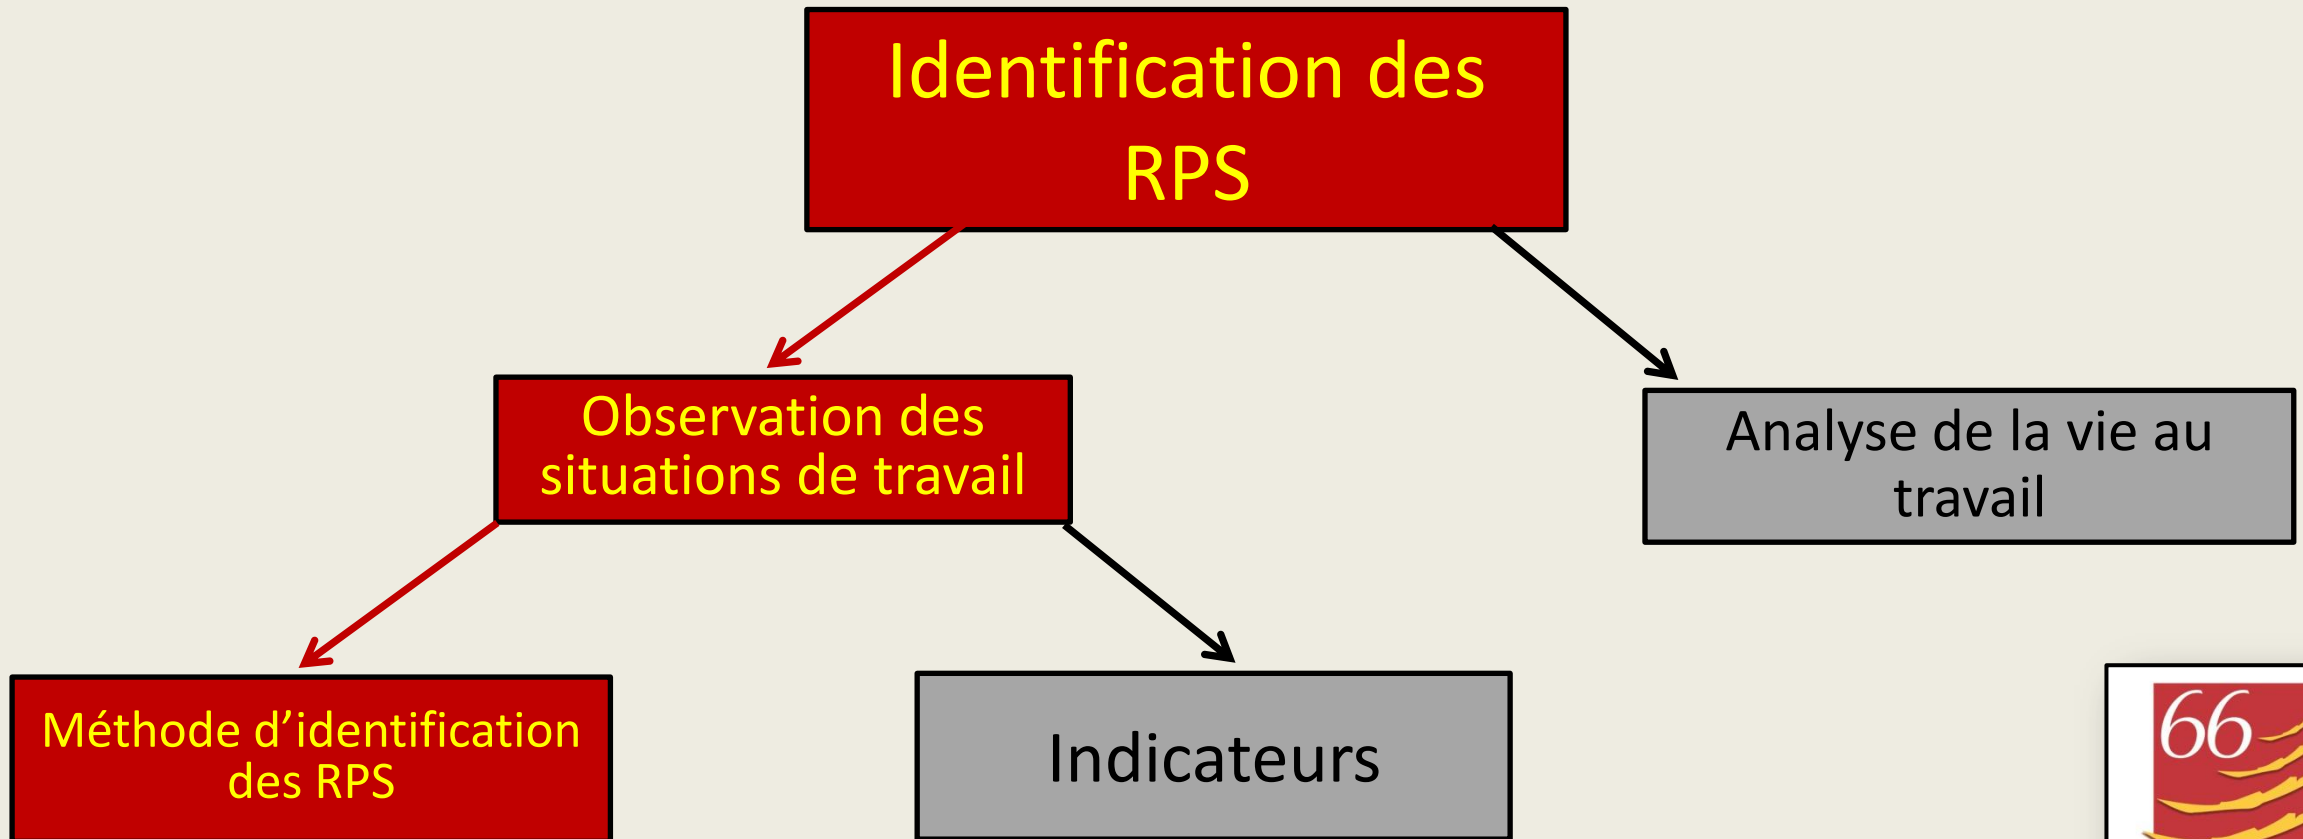 Identification des
RPS
Observation des
situations de travail
Analyse de la vie au
travail
Méthode d’identification
des RPS
Indicateurs
66